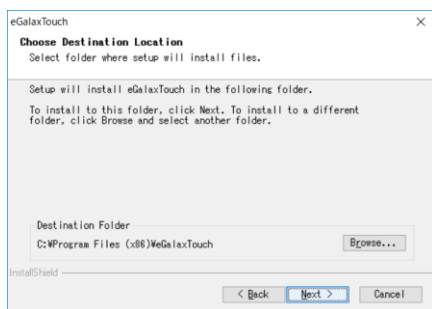 eGalaxTouch
Choose Destination Location
Select folder where setup will install files.
Setup will install eGalaxTouch in the following folder.
To install to this folder, click Next. To install to a different
folder, click Browse and select another folder.
Destination Folder
C:¥Program Files (x86)¥eGalaxTouch
Browse...
InstallShield
< Back
Next >
Cancel